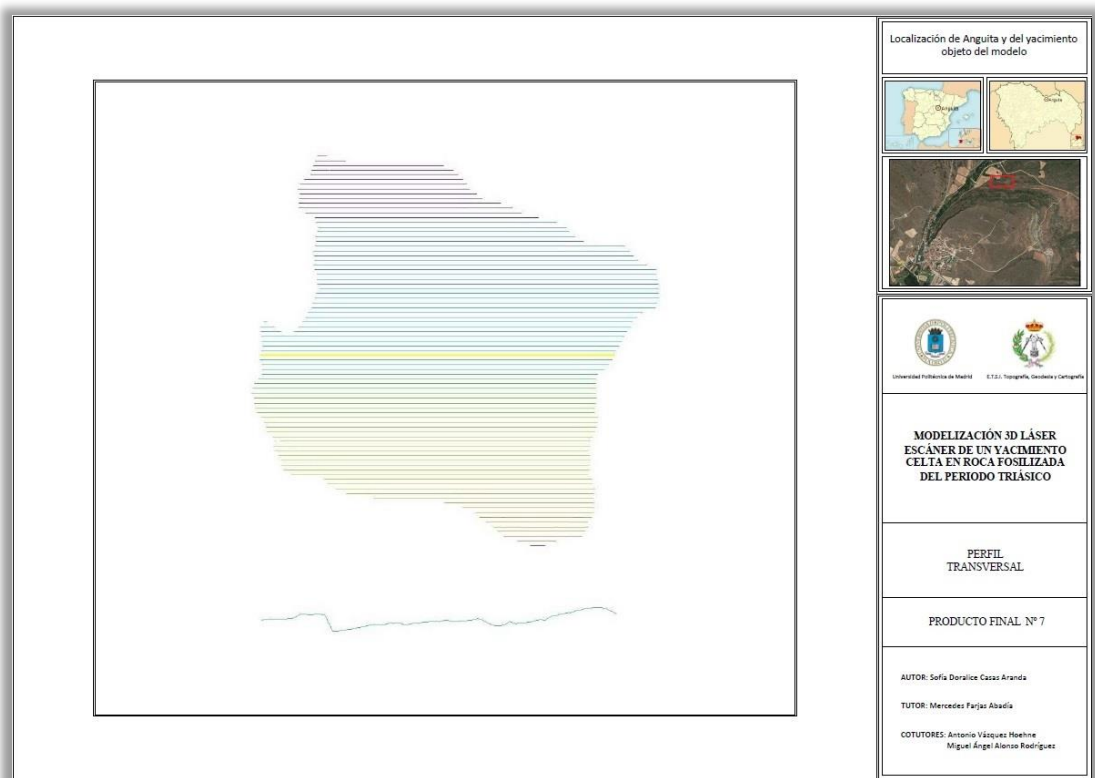 Localización de Anguita y del yacimiento
objeto del modelo
Anguita
Anguita
Universidad Politécnica de Madrid
E.T.S.I. Topografía, Geodesia y Cartografía
MODELIZACIÓN 3D LÁSER
ESCÁNER DE UN YACIMIENTO
CELTA EN ROCA FOSILIZADA
DEL PERIODO TRIÁSICO
PERFIL
TRANSVERSAL
PRODUCTO FINAL Nº 7
AUTOR: Sofía Doralice Casas Aranda
TUTOR: Mercedes Farjas Abadía
COTUTORES: Antonio Vázquez Hoehne
Miguel Ángel Alonso Rodríguez